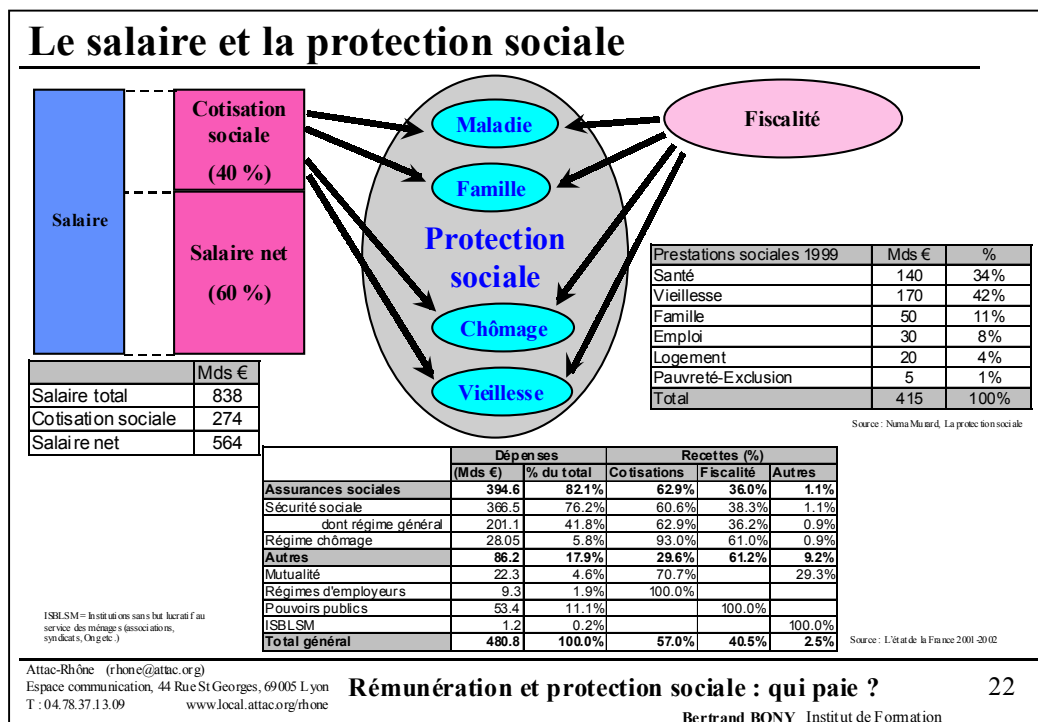 Le salaire et la protection sociale
Salaire
Cotisation
sociale
(40 %)
Salaire net
(60 %)
Maladie
Famille
Protection
sociale
Chômage
Vieillesse
Fiscalité
Mds €
Salaire total 838
Cotisation sociale 274
Salaire net 564
Prestations sociales 1999 Mds € %
Santé 140 34%
Vieillesse 170 42%
Famille 50 11%
Emploi 30 8%
Logement 20 4%
Pauvreté-Exclusion 5 1%
Total 415 100%
Source : Numa Murard, La protection sociale
Dépenses Recettes (%)
(Mds €) % du total Cotisations Fiscalité Autres
Assurances sociales 394.6 82.1% 62.9% 36.0% 1.1%
Sécurité sociale 366.5 76.2% 60.6% 38.3% 1.1%
dont régime général 201.1 41.8% 62.9% 36.2% 0.9%
Régime chômage 28.05 5.8% 93.0% 61.0% 0.9%
Autres 86.2 17.9% 29.6% 61.2% 9.2%
Mutualité 22.3 4.6% 70.7% 29.3%
Régimes d'employeurs 9.3 1.9% 100.0%
Pouvoirs publics 53.4 11.1% 100.0%
ISBLSM 1.2 0.2% 100.0%
Total général 480.8 100.0% 57.0% 40.5% 2.5%
ISBLSM = Institutions sans but lucratif au
service des ménages (associations,
syndicats, Ong etc.)
Source : L'état de la France 2001-2002
Attac-Rhône (rhone@attac.org)
Espace communication, 44 Rue St Georges, 69005 Lyon
T : 04.78.37.13.09 www.local.attac.org/rhone
Rémunération et protection sociale : qui paie ?
22
Bertrand BONY Institut de Formation